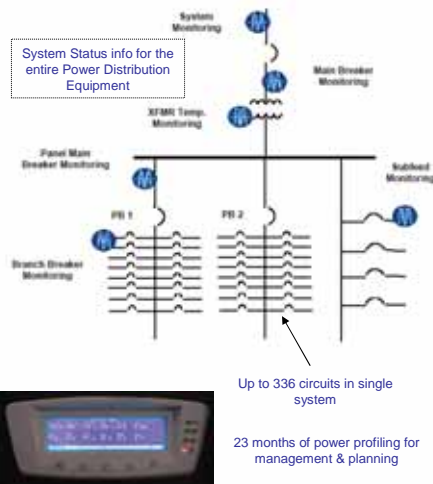 System
Monitoring
System Status info for the
entire Power Distribution
Equipment
Main Breaker
Monitoring
XFMR Temp.
Monitoring
Panel Main
Breaker Monitoring
Subfeed
Monitoring
PB 1
PB 2
Branch Breaker
Monitoring
Up to 336 circuits in single
system
23 months of power profiling for
management & planning